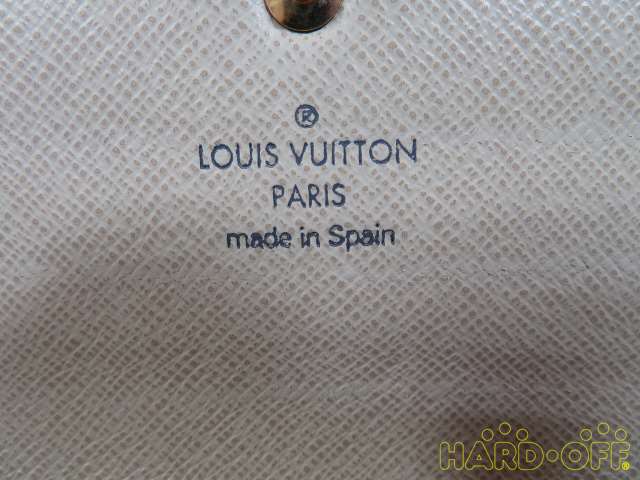 ®
LOUIS VUITTON
PARIS
made in Spain
HARD·OFF®